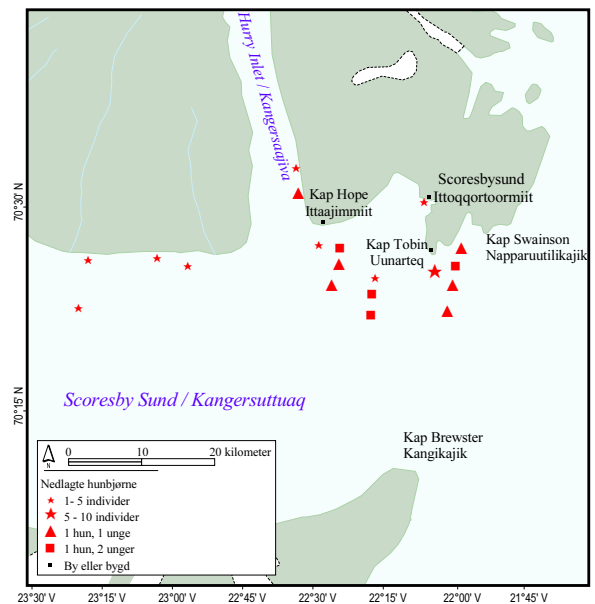 Hurry Inlet / Kangersaajiva
Kap Hope
Ittaajimmiit
Scoresbysund
Ittoqqortoormiit
Kap Tobin
Uunarteq
Kap Swainson
Napparuutilikajik
70°30' N
70°15' N
Scoresby Sund / Kangersuttuaq
Kap Brewster
Kangikajik
N
0 10 20 kilometer
Nedlagte hunbjørne
1- 5 individer
5 - 10 individer
1 hun, 1 unge
1 hun, 2 unger
By eller bygd
23°30' W 23°15' W 23°00' W 22°45' W 22°30' W 22°15' W 22°00' W 21°45' W